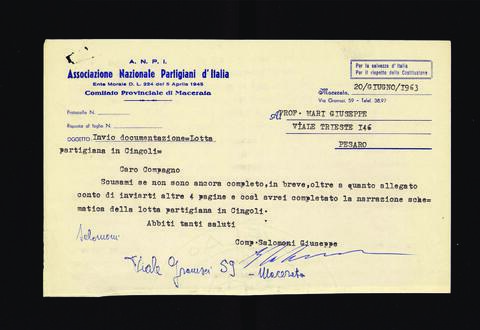 A. N. P. I.
Associazione Nazionale Partigiani d'Italia
Ente Morale D. L. 224 del 5 Aprile 1945
Comitato Provinciale di Macerata
Per la salvezza d'Italia
Per il rispetto della Costituzione
Macerata, 20/GIUGNO/1963
Via Gramsci, 59 - Telef. 38.97
Protocollo N.
Risposta al foglio N.
OGGETTO: Invio documentazione=Lotta
partigiana in Cingoli=
A PROF. MARI GIUSEPPE
VIALE TRIESTE I46
PESARO
Caro Compagno
Scusami se non sono ancora completo,in breve,oltre a quanto allegato
conto di inviarti altre 4 pagine e così avrei completato la narrazione sche=
matica della lotta partigiana in Cingoli.
Abbiti tanti saluti
Comp.Salomoni Giuseppe
Salomoni
Viale Gramsci 59
- Macerata